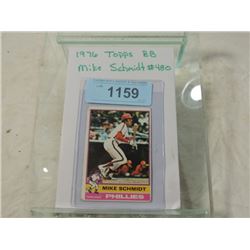 1976 Topps BB
Mike Schmidt #480
1159
MIKE SCHMIDT
PHILLIES